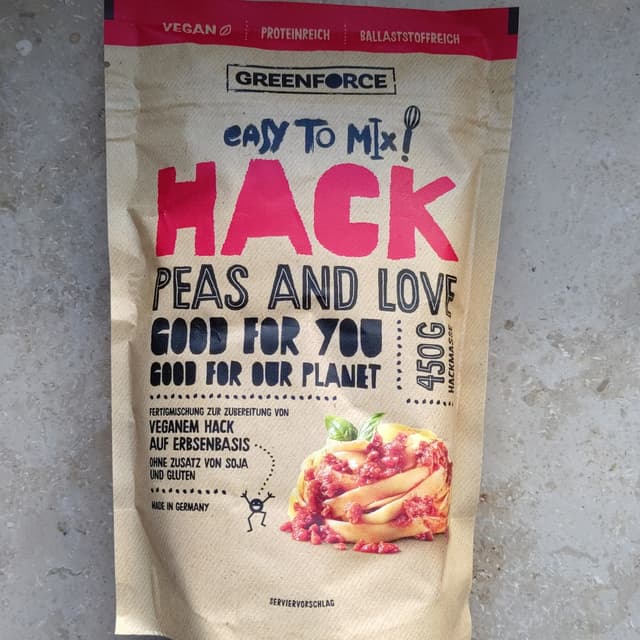 VEGAN
PROTEINREICH
BALLASTSTOFFREICH
GREENFORCE
EASY TO MIX!
HACK
PEAS AND LOVE
GOOD FOR YOU
GOOD FOR OUR PLANET
450G
HACKMASSE
FERTIGMISCHUNG ZUR ZUBEREITUNG VON
VEGANEM HACK
AUF ERBSENBASIS
OHNE ZUSATZ VON SOJA
UND GLUTEN
MADE IN GERMANY
SERVIERVORSCHLAG